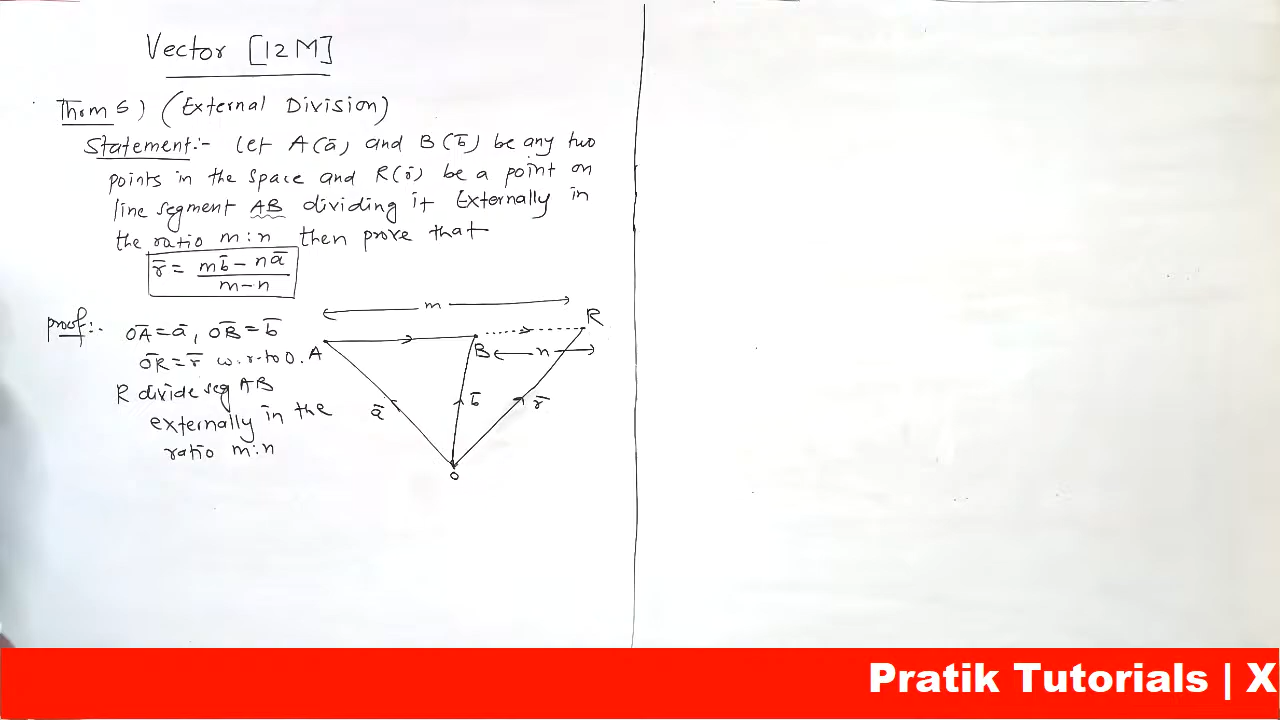 Vector [12 M]
Thrm 5) (External Division)
Statement:- Let A(ā) and B(b̄) be any two
points in the space and R(r̄) be a point on
line segment AB dividing it Externally in
the ratio m:n then prove that
r̄ = mb̄ - nā / m-n
proof:- OA̅ = ā, OB̅ = b̄
OR̅ = r̄ w.r. to O.
R divide seg AB
externally in the
ratio m:n
m
R
A
B
n
ā
b̄
r̄
O
Pratik Tutorials | X